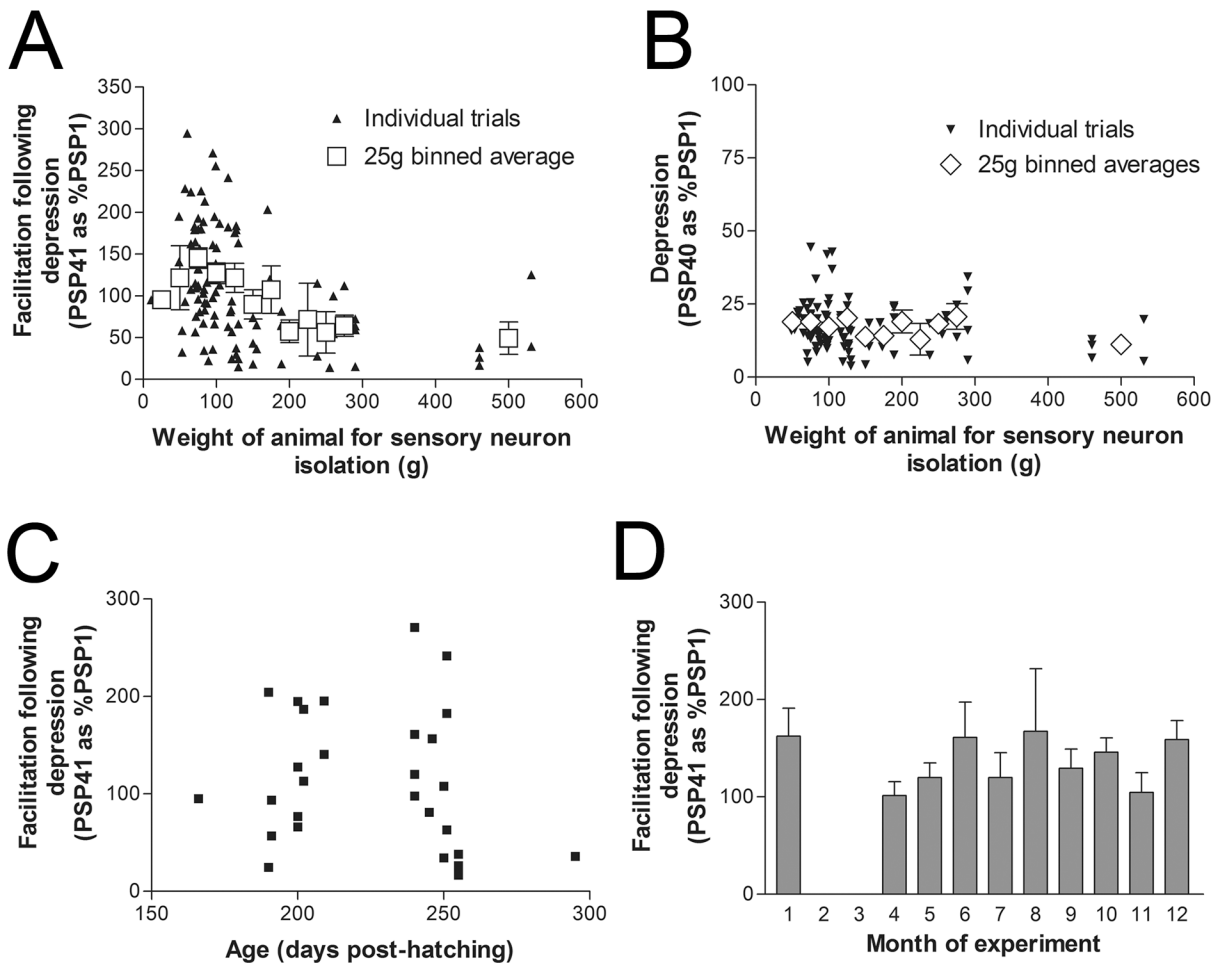 A
Facilitation following
depression
(PSP41 as %PSP1)
350
300
250
200
150
100
50
0
Individual trials
25g binned average
0 100 200 300 400 500 600
Weight of animal for sensory neuron
isolation (g)
B
Depression
(PSP40 as %PSP1)
100
75
50
25
0
Individual trials
25g binned averages
0 100 200 300 400 500 600
Weight of animal for sensory neuron
isolation (g)
C
Facilitation following
depression
(PSP41 as %PSP1)
300
200
100
0
150 200 250 300
Age (days post-hatching)
D
Facilitation following
depression
(PSP41 as %PSP1)
300
200
100
0
1 2 3 4 5 6 7 8 9 10 11 12
Month of experiment